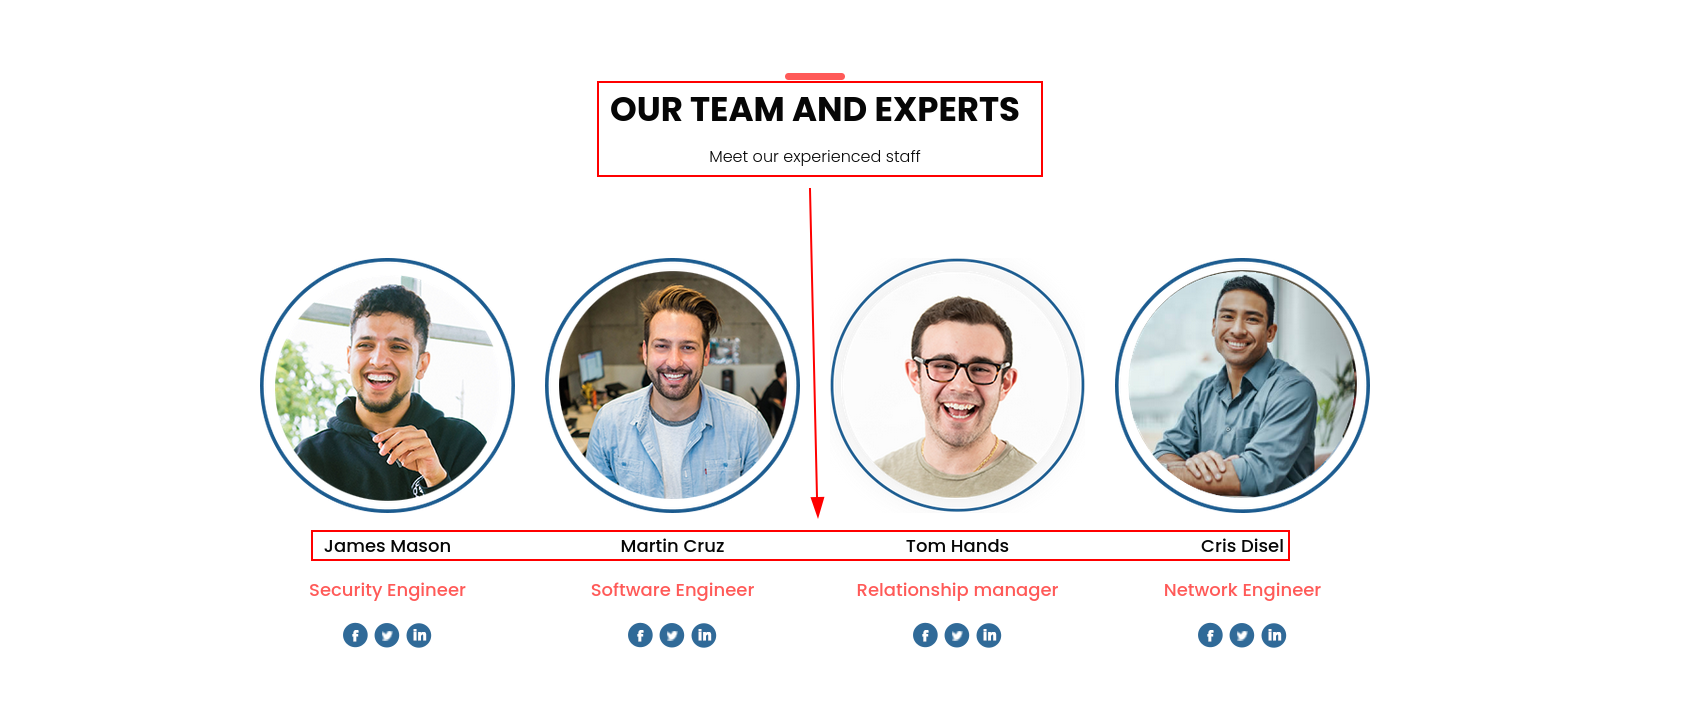 OUR TEAM AND EXPERTS
Meet our experienced staff
James Mason Martin Cruz Tom Hands Cris Disel
Security Engineer Software Engineer Relationship manager Network Engineer